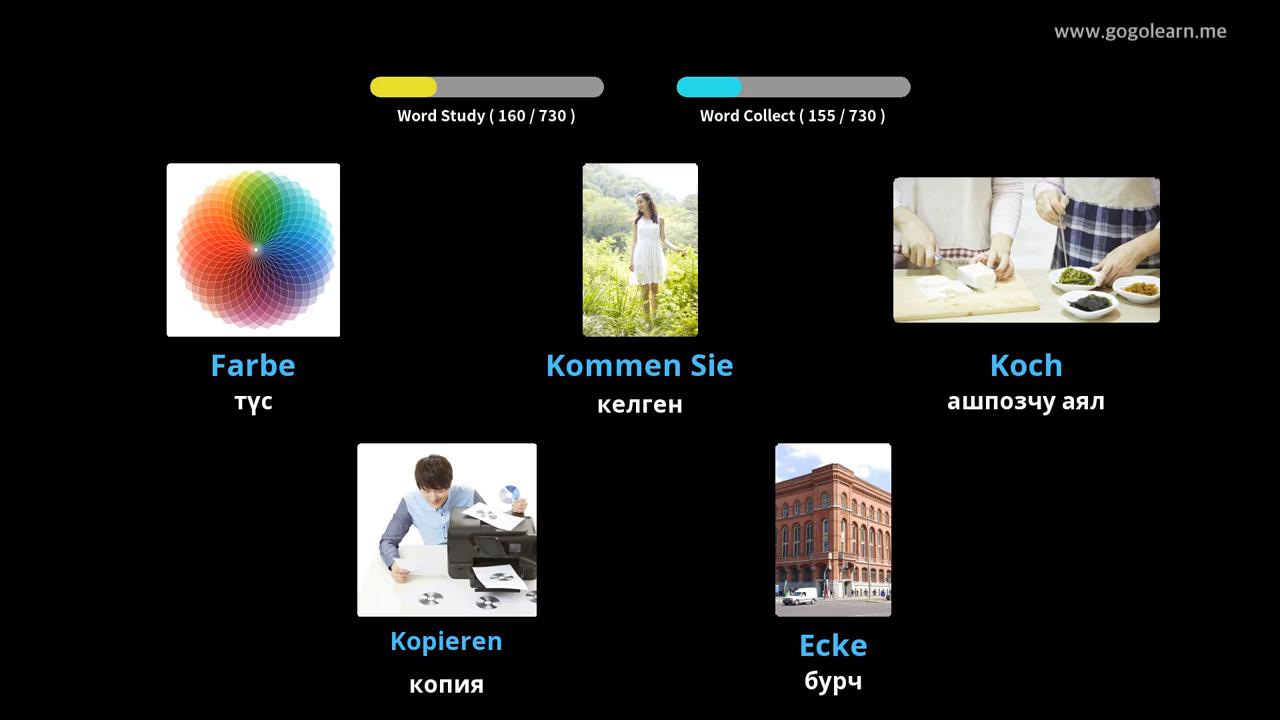 www.gogolearn.me
Word Study ( 160 / 730 )
Word Collect ( 155 / 730 )
Farbe
түс
Kommen Sie
келген
Koch
ашпозчу аял
Kopieren
копия
Ecke
бурч